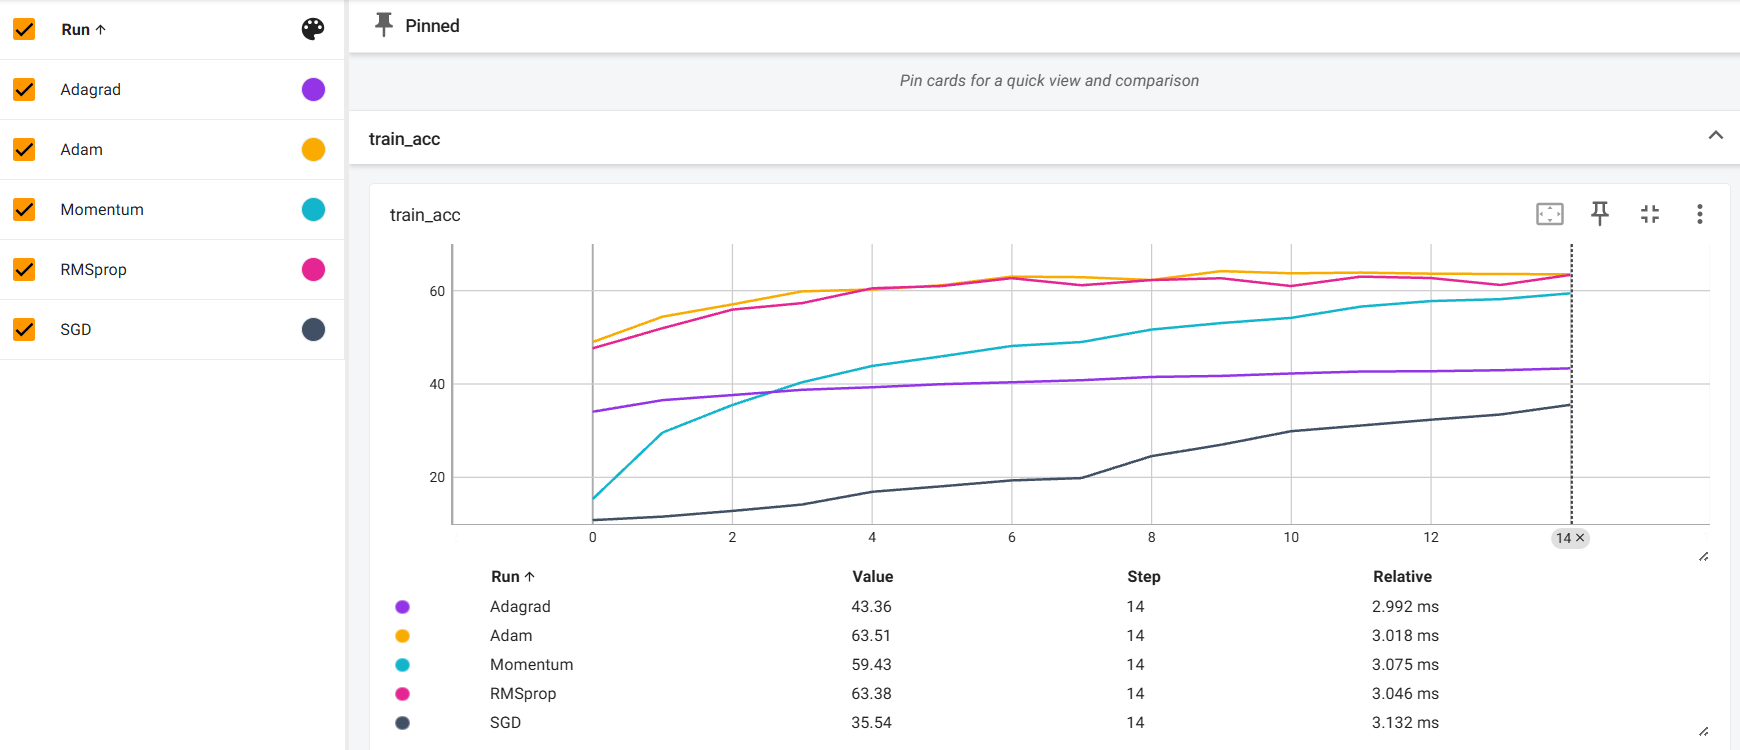 Run ↑
Adagrad
Adam
Momentum
RMSprop
SGD
Pinned
Pin cards for a quick view and comparison
train_acc
train_acc
60
40
20
0 2 4 6 8 10 12 14 ×
Run ↑ Value Step Relative
Adagrad 43.36 14 2.992 ms
Adam 63.51 14 3.018 ms
Momentum 59.43 14 3.075 ms
RMSprop 63.38 14 3.046 ms
SGD 35.54 14 3.132 ms